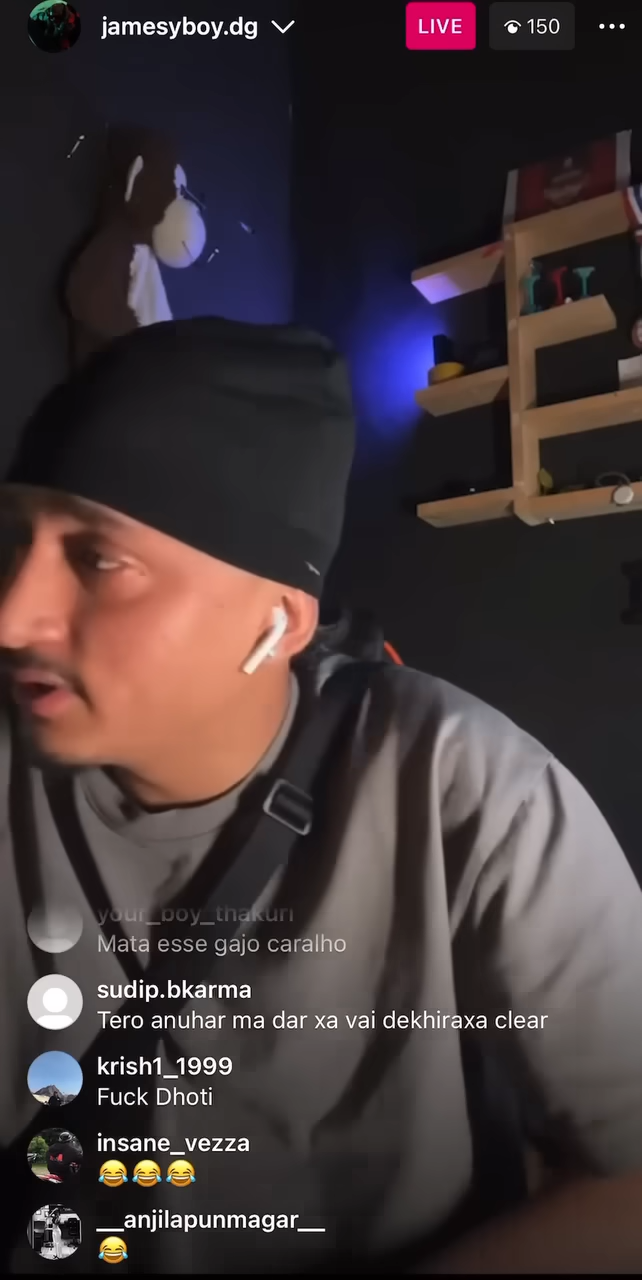 jamesyboy.dg
LIVE
150
your_boy_thakuri
Mata esse gajo caralho
sudip.bkarma
Tero anuhar ma dar xa vai dekhiraxa clear
krish1_1999
Fuck Dhoti
insane_vezza
😂😂😂
__anjilapunmagar__
😂